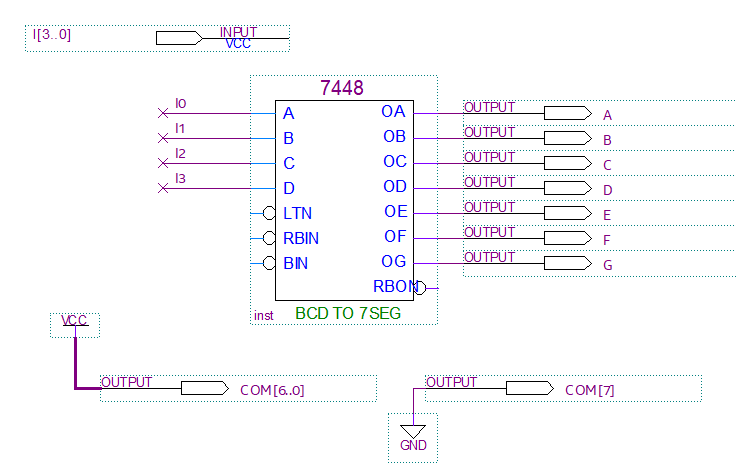 I[3..0]
INPUT
VCC
7448
I0
A
OA
OUTPUT
A
I1
B
OB
OUTPUT
B
I2
C
OC
OUTPUT
C
I3
D
OD
OUTPUT
D
LTN
OE
OUTPUT
E
RBIN
OF
OUTPUT
F
BIN
OG
OUTPUT
G
RBON
inst
BCD TO 7SEG
VCC
OUTPUT
COM[6..0]
OUTPUT
COM[7]
GND